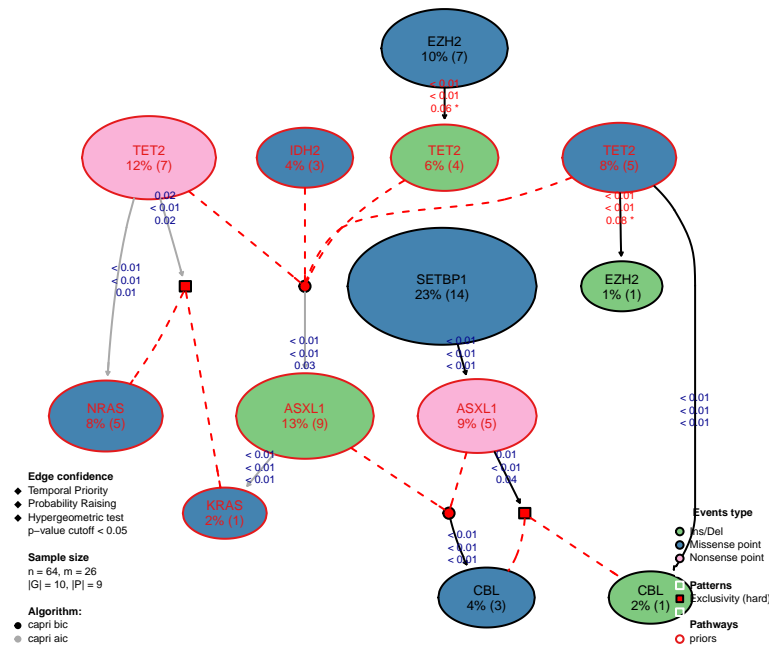 EZH2
10% (7)
< 0.01
< 0.01
0.06 *
TET2
12% (7)
IDH2
4% (3)
TET2
6% (4)
TET2
8% (5)
0.02
< 0.01
0.02
< 0.01
< 0.01
0.08 *
< 0.01
< 0.01
0.01
SETBP1
23% (14)
EZH2
1% (1)
< 0.01
< 0.01
0.03
< 0.01
< 0.01
< 0.01
NRAS
8% (5)
ASXL1
13% (9)
ASXL1
9% (5)
< 0.01
< 0.01
< 0.01
< 0.01
< 0.01
< 0.01
0.01
< 0.01
0.04
KRAS
2% (1)
< 0.01
< 0.01
< 0.01
CBL
4% (3)
CBL
2% (1)
Edge confidence
Temporal Priority
Probability Raising
Hypergeometric test
p−value cutoff < 0.05
Sample size
n = 64, m = 26
|G| = 10, |P| = 9
Algorithm:
capri bic
capri aic
Events type
Ins/Del
Missense point
Nonsense point
Patterns
Exclusivity (hard)
Pathways
priors